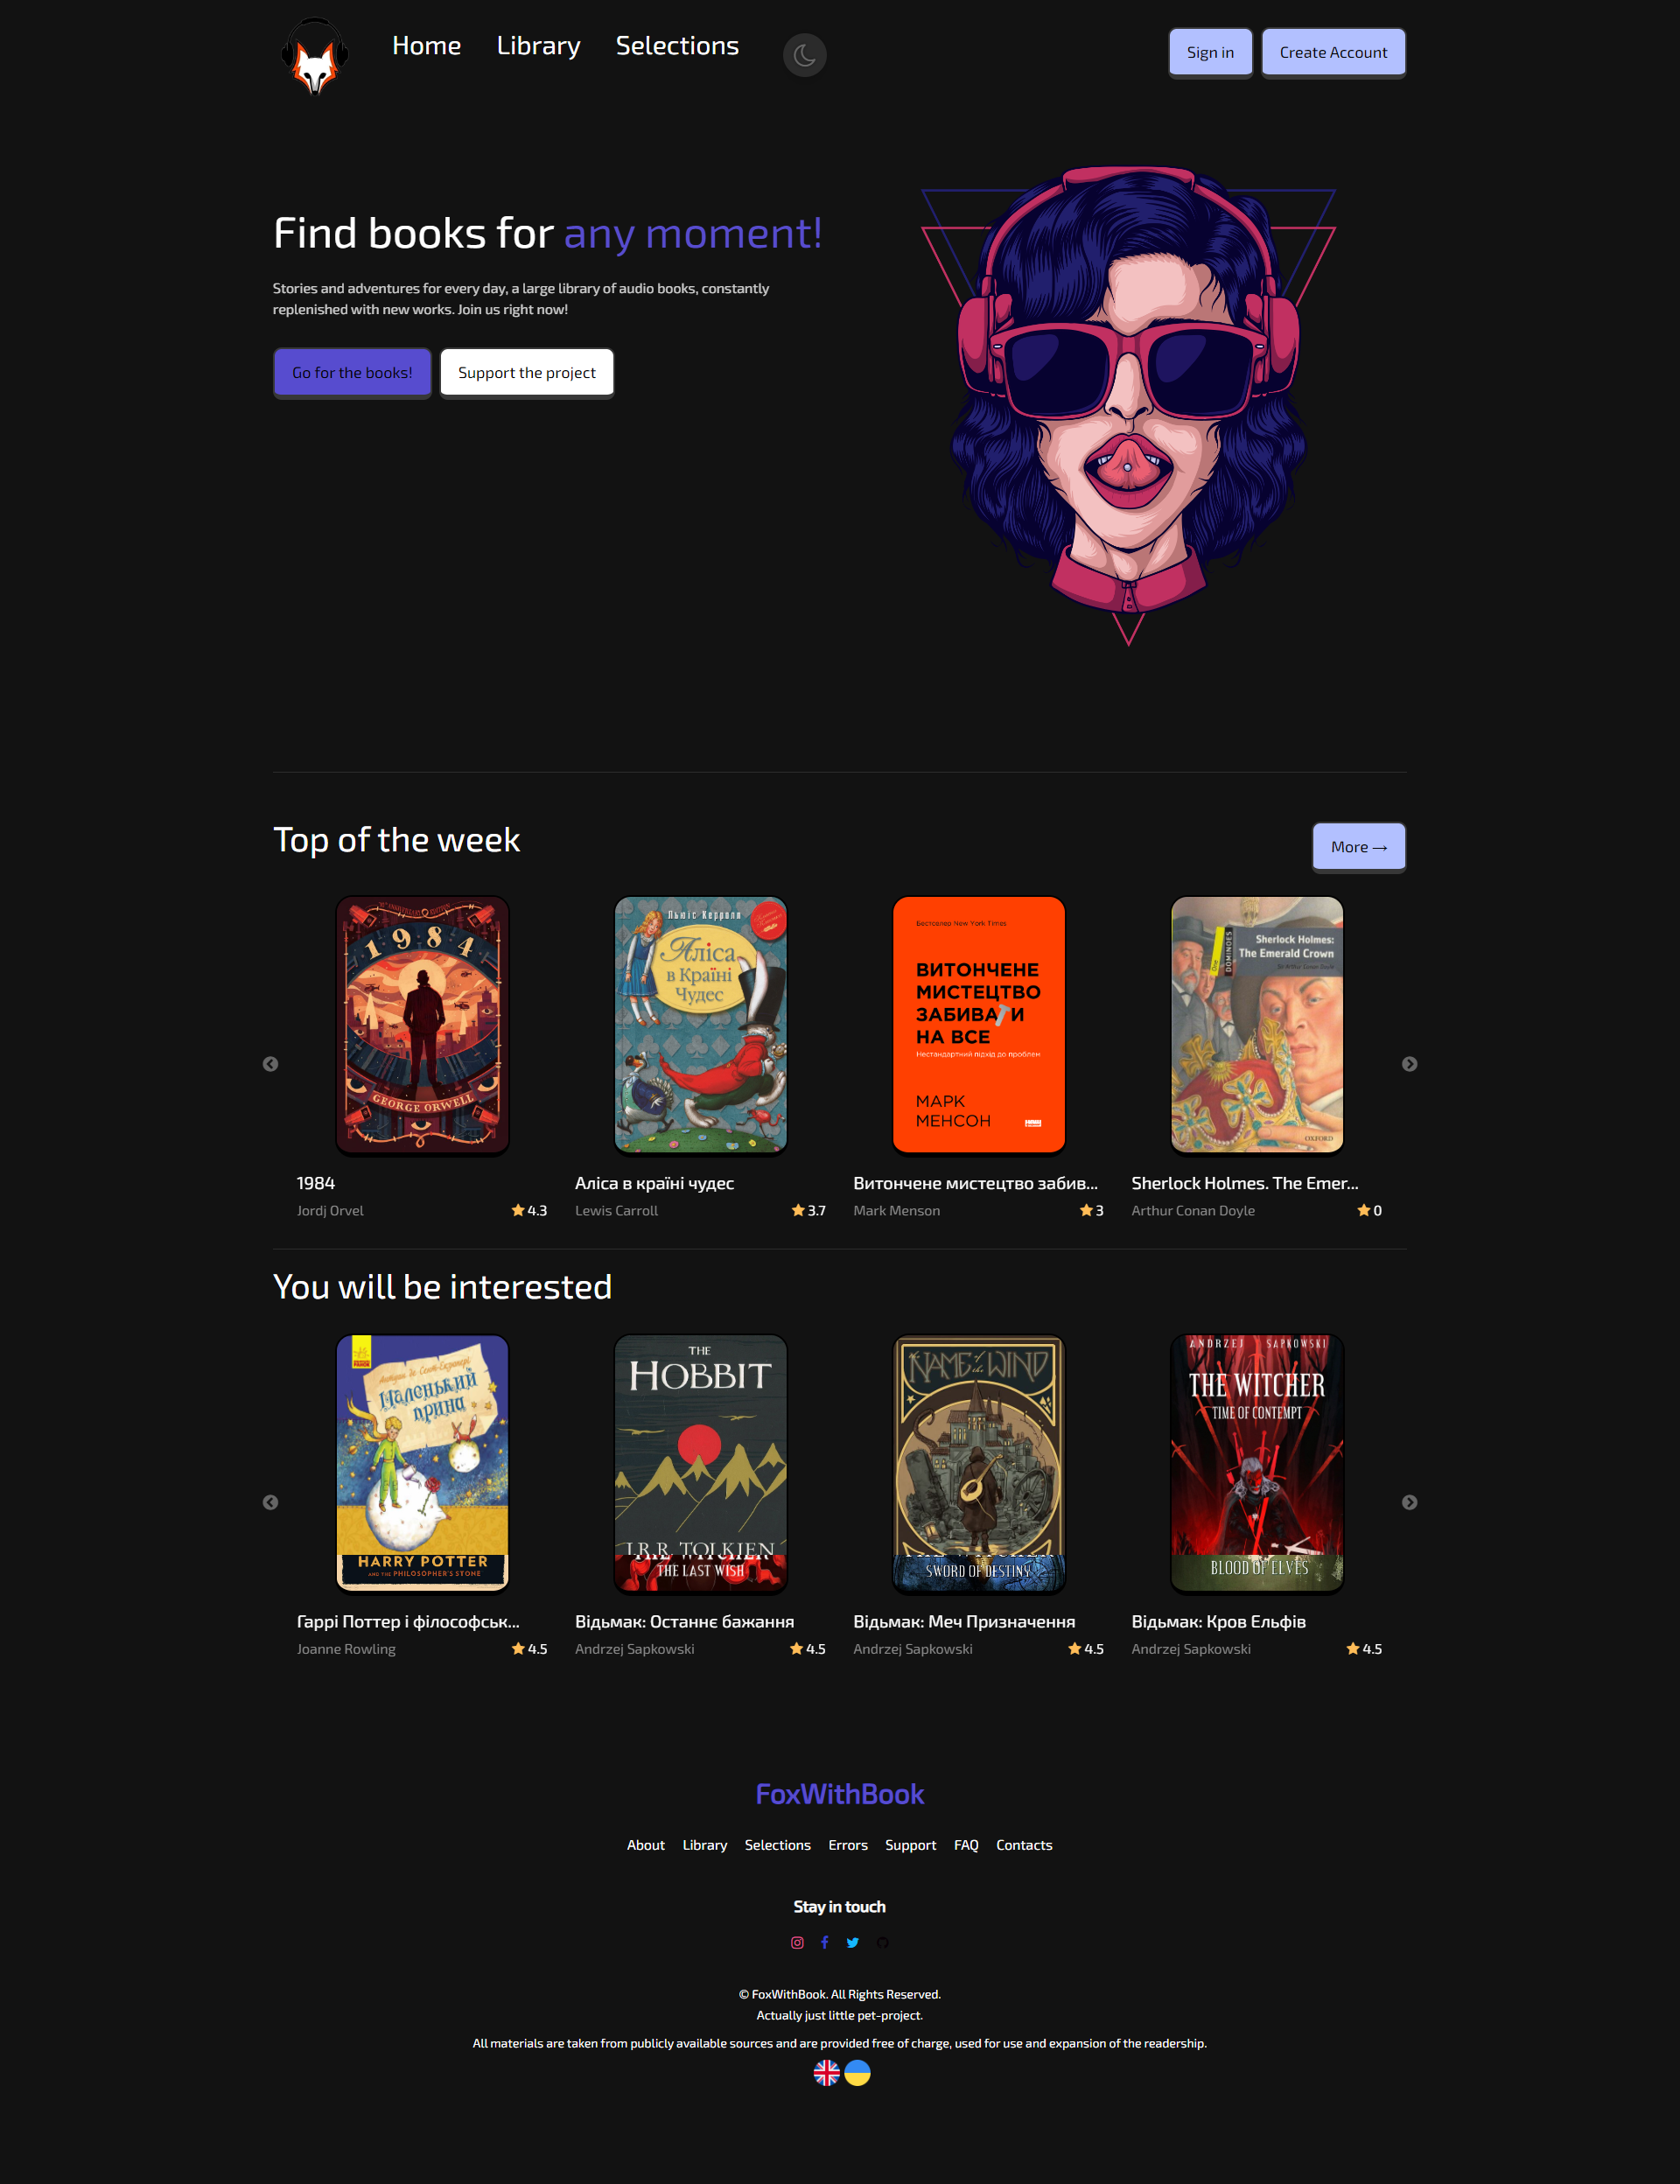 Home
Library
Selections
Sign in
Create Account
Find books for any moment!
Stories and adventures for every day, a large library of audio books, constantly
replenished with new works. Join us right now!
Go for the books!
Support the project
Top of the week
More →
1984
GEORGE ORWELL
Льюїс Керролл
Аліса
в Країні
Чудес
Бестселер New York Times
ВИТОНЧЕНЕ
МИСТЕЦТВО
ЗАБИВАТИ
НА ВСЕ
Нестандартний підхід до проблем
МАРК
МЕНСОН
One
DOMINOES
Sherlock Holmes:
The Emerald Crown
Sir Arthur Conan Doyle
OXFORD
1984
Jordj Orvel
4.3
Аліса в країні чудес
Lewis Carroll
3.7
Витончене мистецтво забив...
Mark Menson
3
Sherlock Holmes. The Emer...
Arthur Conan Doyle
0
You will be interested
Антуан де Сент-Екзюпері
Маленький
принц
HARRY POTTER
AND THE PHILOSOPHER'S STONE
THE
HOBBIT
J.R.R. TOLKIEN
THE LAST WISH
THE NAME of the WIND
SWORD OF DESTINY
ANDRZEJ SAPKOWSKI
THE WITCHER
TIME OF CONTEMPT
BLOOD OF ELVES
Гаррі Поттер і філософськ...
Joanne Rowling
4.5
Відьмак: Останнє бажання
Andrzej Sapkowski
4.5
Відьмак: Меч Призначення
Andrzej Sapkowski
4.5
Відьмак: Кров Ельфів
Andrzej Sapkowski
4.5
FoxWithBook
About Library Selections Errors Support FAQ Contacts
Stay in touch
© FoxWithBook. All Rights Reserved.
Actually just little pet-project.
All materials are taken from publicly available sources and are provided free of charge, used for use and expansion of the readership.